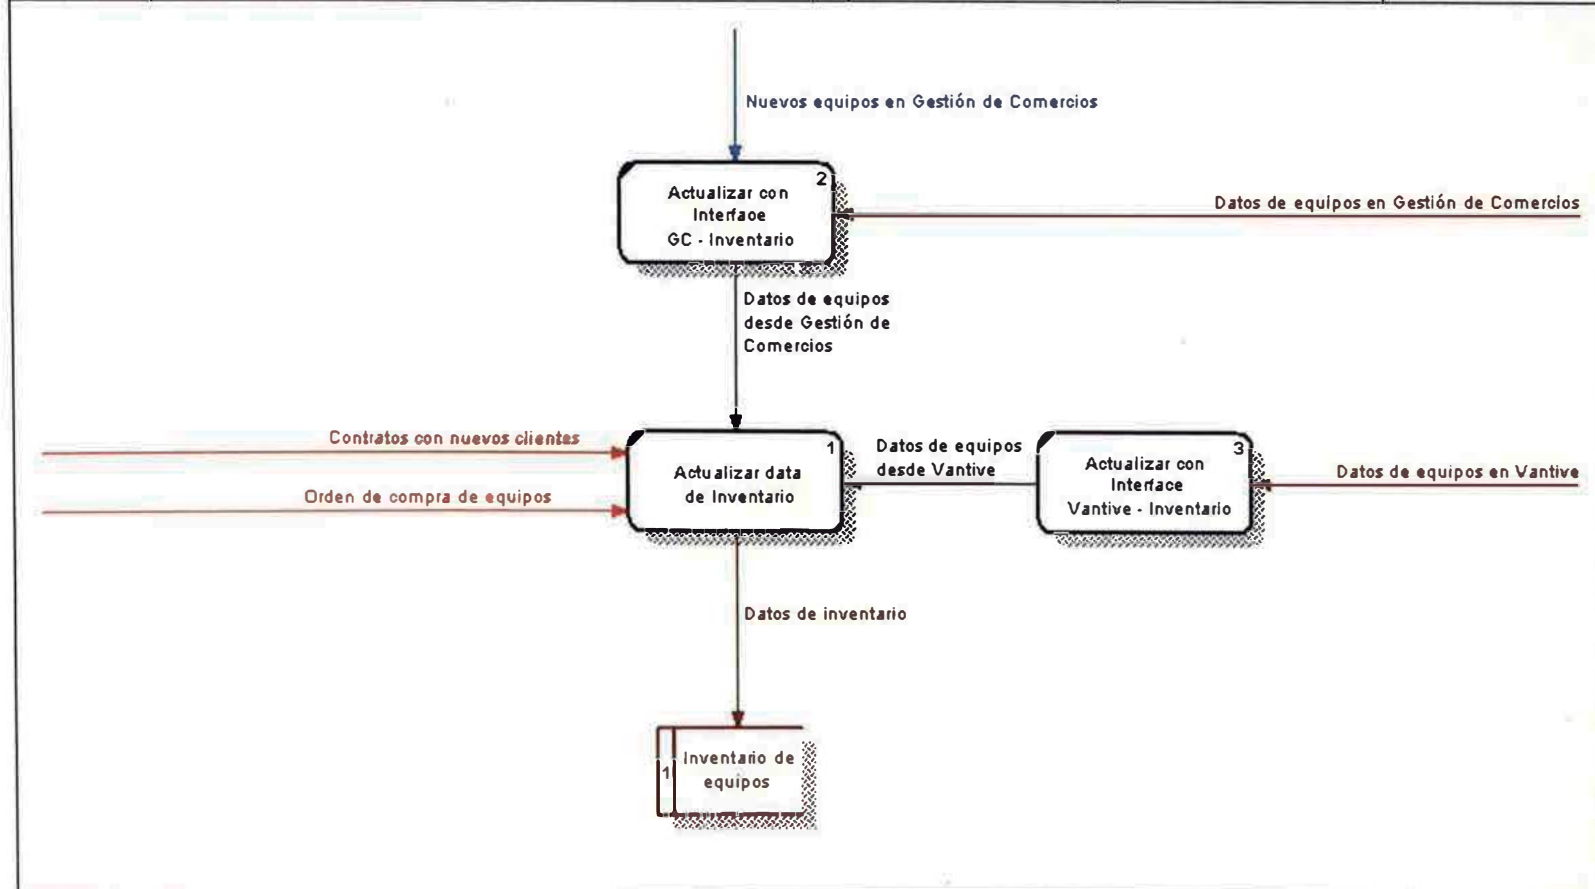 Nuevos equipos en Gestión de Comercios
2
Actualizar con
Interface
GC - Inventario
Datos de equipos en Gestión de Comercios
Datos de equipos
desde Gestión de
Comercios
Contratos con nuevos clientes
Orden de compra de equipos
1
Actualizar data
de Inventario
Datos de equipos
desde Vantive
3
Actualizar con
Interface
Vantive - Inventario
Datos de equipos en Vantive
Datos de inventario
1
Inventario de
equipos